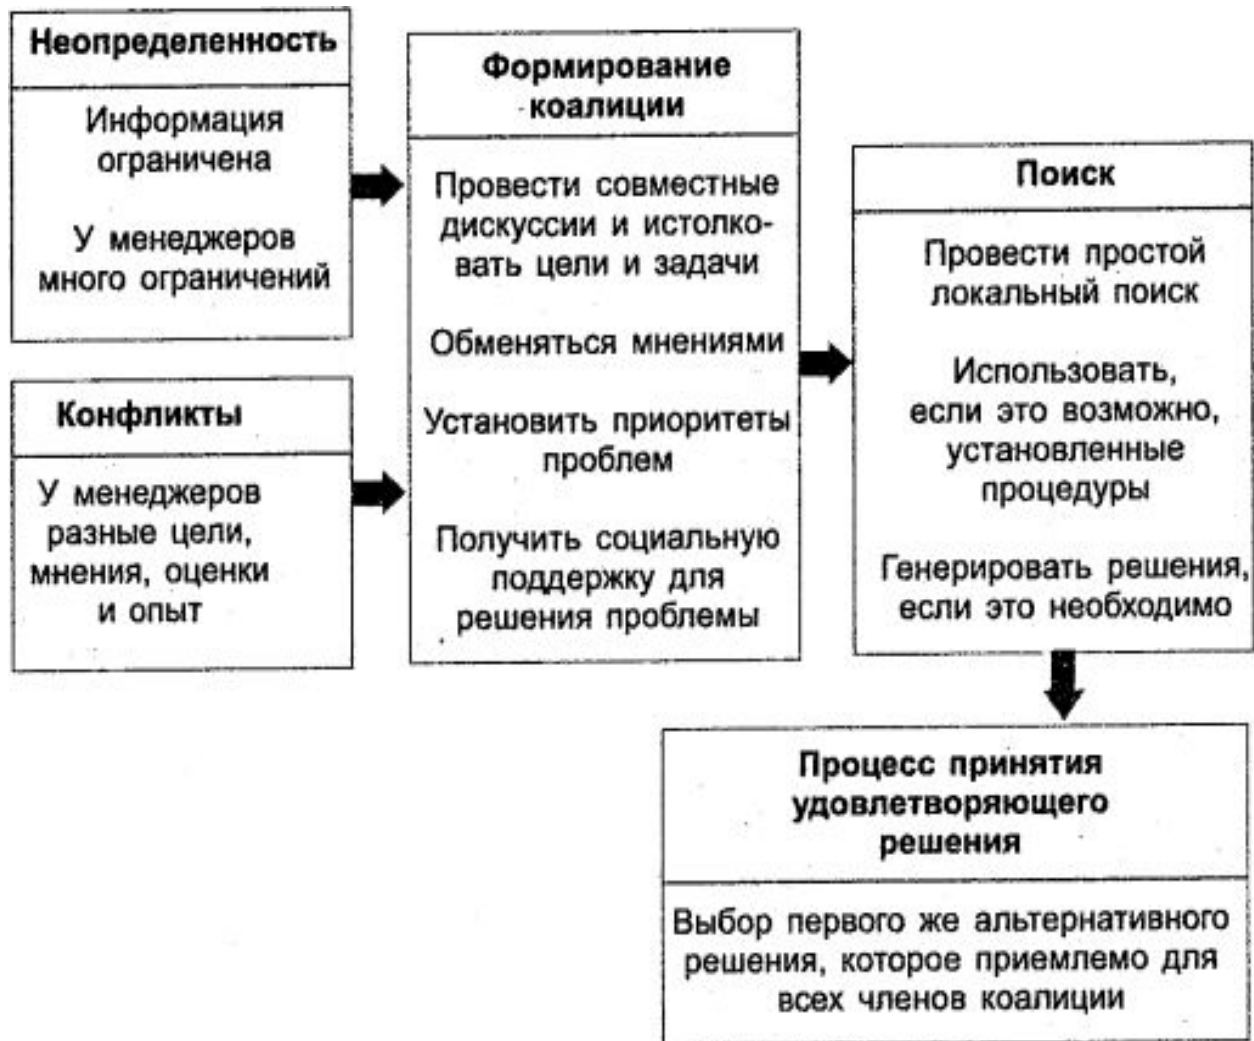 Неопределенность
Информация
ограничена
У менеджеров
много ограничений
Конфликты
У менеджеров
разные цели,
мнения, оценки
и опыт
Формирование
коалиции
Провести совместные
дискуссии и истолко-
вать цели и задачи
Обменяться мнениями
Установить приоритеты
проблем
Получить социальную
поддержку для
решения проблемы
Поиск
Провести простой
локальный поиск
Использовать,
если это возможно,
установленные
процедуры
Генерировать решения,
если это необходимо
Процесс принятия
удовлетворяющего
решения
Выбор первого же альтернативного
решения, которое приемлемо для
всех членов коалиции